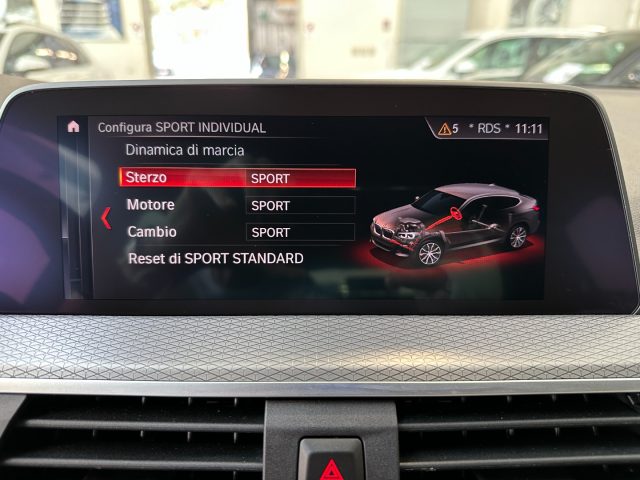 Configura SPORT INDIVIDUAL
5 * RDS * 11:11
Dinamica di marcia
Sterzo SPORT
Motore SPORT
Cambio SPORT
Reset di SPORT STANDARD